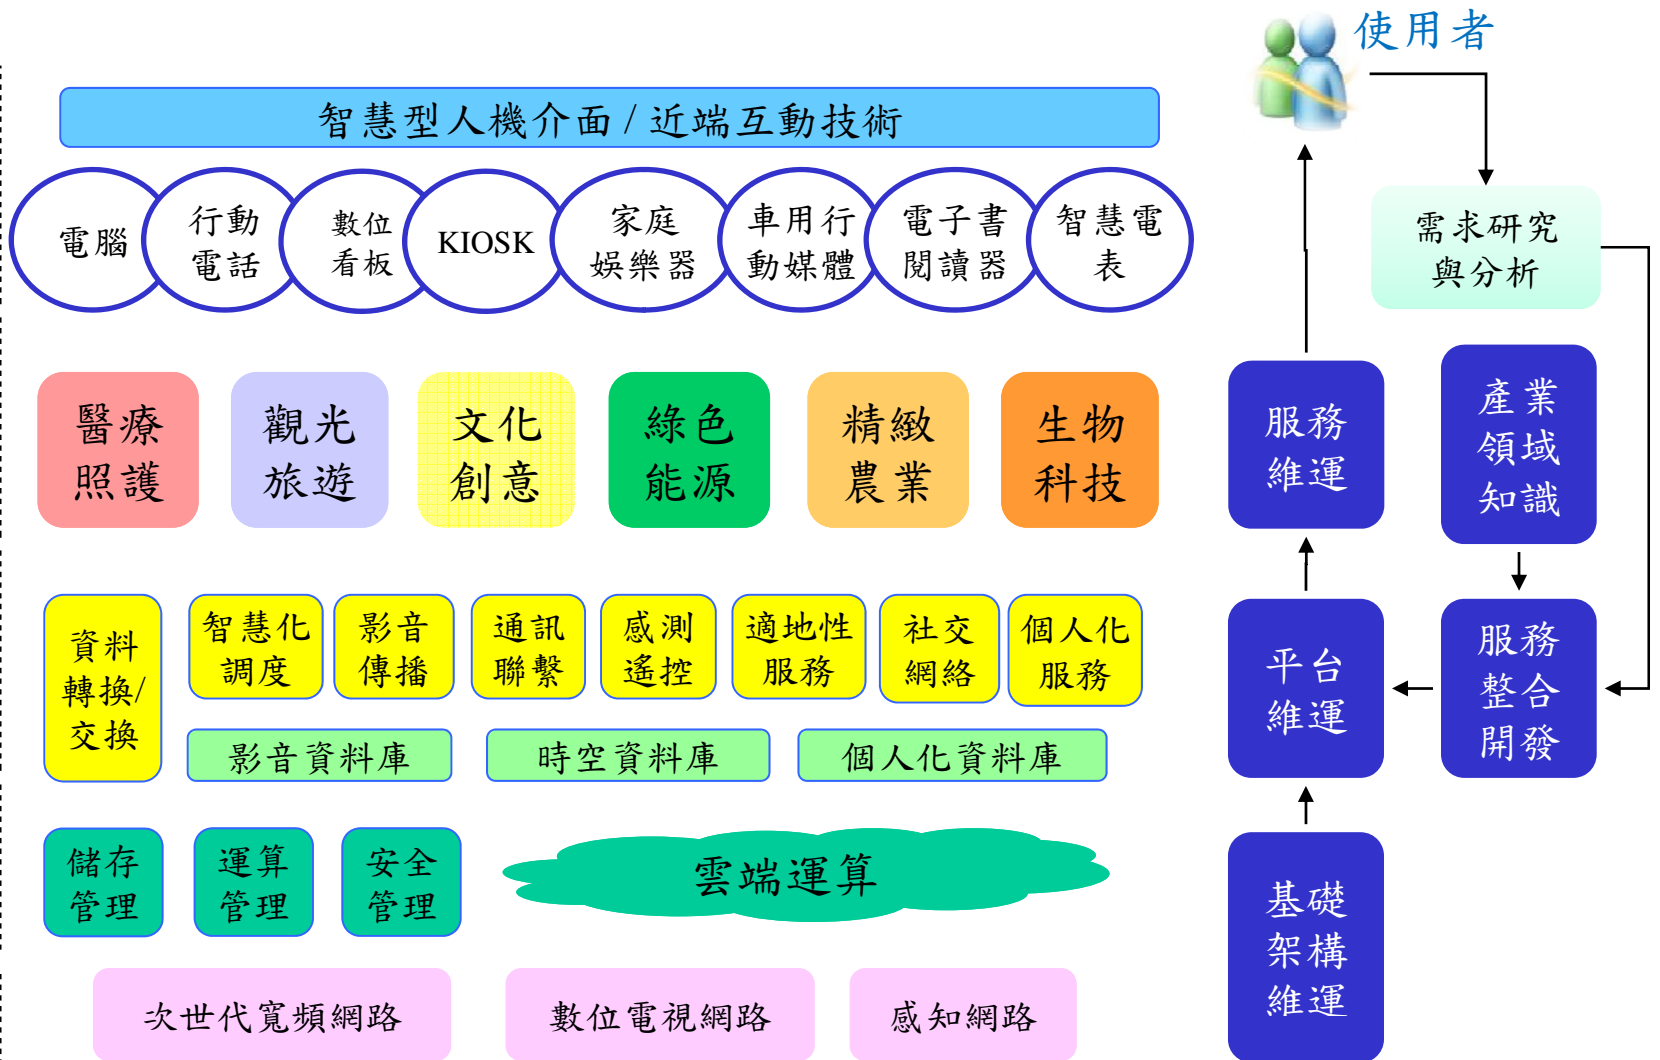 使用者
智慧型人機介面 / 近端互動技術
電腦
行動
電話
數位
看板
KIOSK
家庭
娛樂器
車用行
動媒體
電子書
閱讀器
智慧電
表
需求研究
與分析
醫療
照護
觀光
旅遊
文化
創意
綠色
能源
精緻
農業
生物
科技
服務
維運
產業
領域
知識
資料
轉換/
交換
智慧化
調度
影音
傳播
通訊
聯繫
感測
遙控
適地性
服務
社交
網絡
個人化
服務
平台
維運
服務
整合
開發
影音資料庫
時空資料庫
個人化資料庫
儲存
管理
運算
管理
安全
管理
雲端運算
基礎
架構
維運
次世代寬頻網路
數位電視網路
感知網路